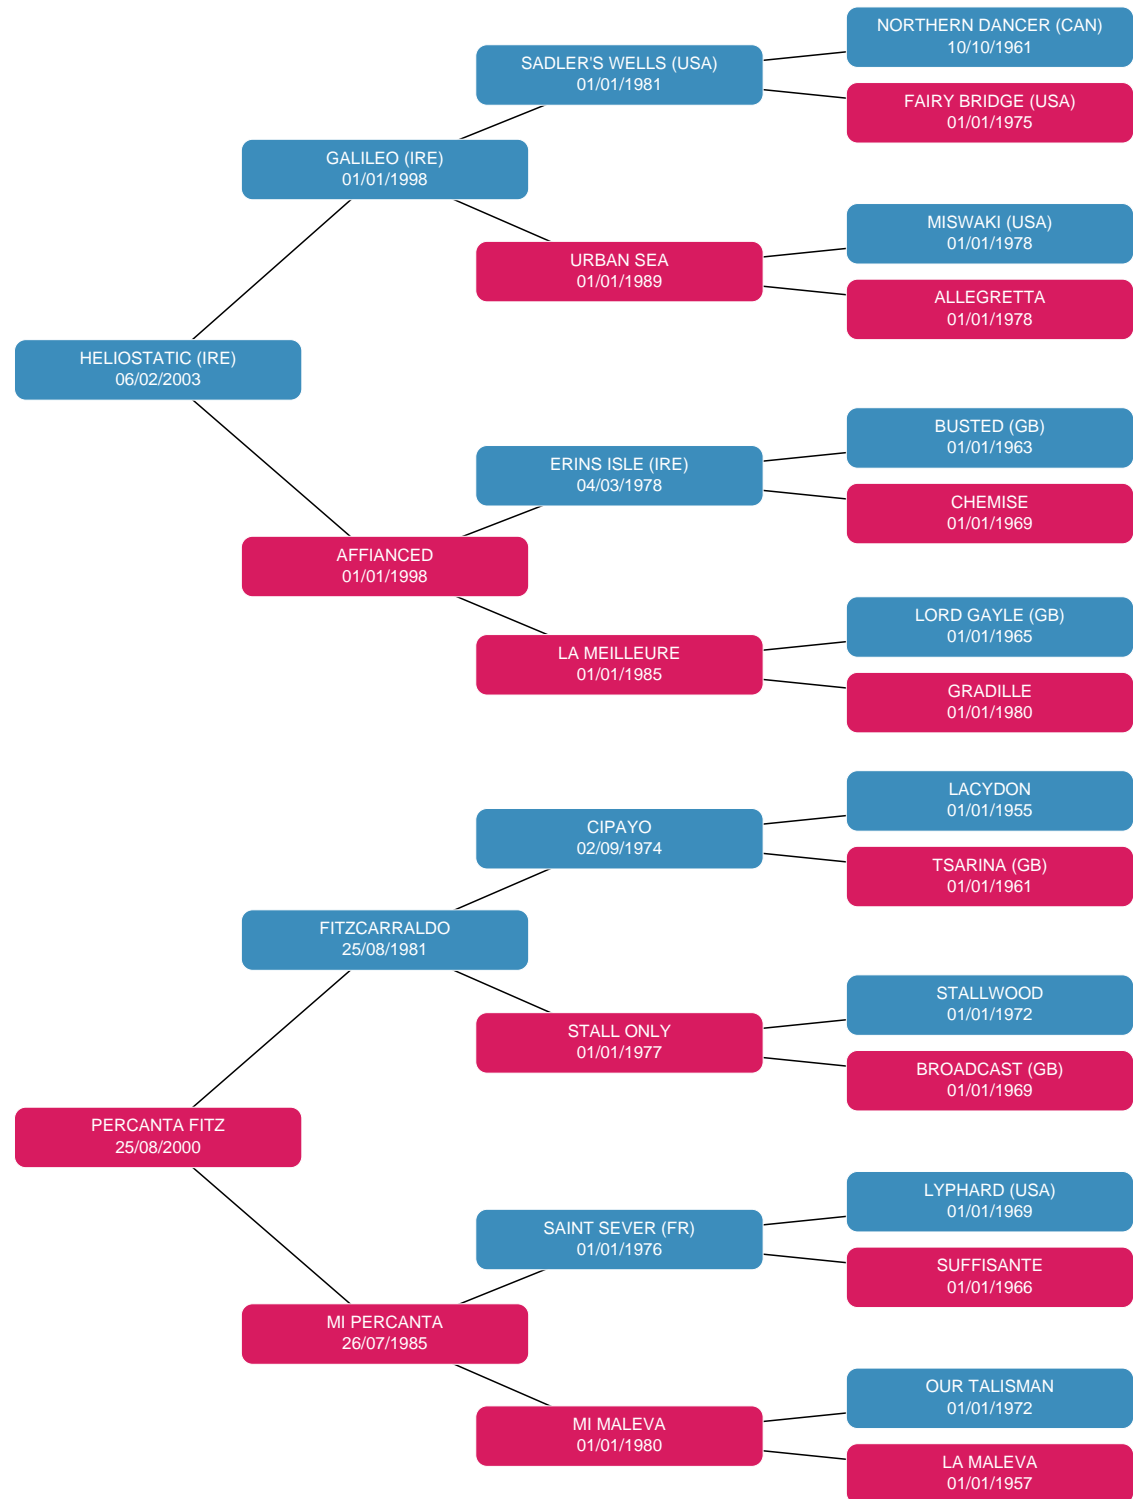 NORTHERN DANCER (CAN)
10/10/1961
SADLER'S WELLS (USA)
01/01/1981
FAIRY BRIDGE (USA)
01/01/1975
GALILEO (IRE)
01/01/1998
MISWAKI (USA)
01/01/1978
URBAN SEA
01/01/1989
ALLEGRETTA
01/01/1978
HELIOSTATIC (IRE)
06/02/2003
BUSTED (GB)
01/01/1963
ERINS ISLE (IRE)
04/03/1978
CHEMISE
01/01/1969
AFFIANCED
01/01/1998
LORD GAYLE (GB)
01/01/1965
LA MEILLEURE
01/01/1985
GRADILLE
01/01/1980
LACYDON
01/01/1955
CIPAYO
02/09/1974
TSARINA (GB)
01/01/1961
FITZCARRALDO
25/08/1981
STALLWOOD
01/01/1972
STALL ONLY
01/01/1977
BROADCAST (GB)
01/01/1969
PERCANTA FITZ
25/08/2000
LYPHARD (USA)
01/01/1969
SAINT SEVER (FR)
01/01/1976
SUFFISANTE
01/01/1966
MI PERCANTA
26/07/1985
OUR TALISMAN
01/01/1972
MI MALEVA
01/01/1980
LA MALEVA
01/01/1957